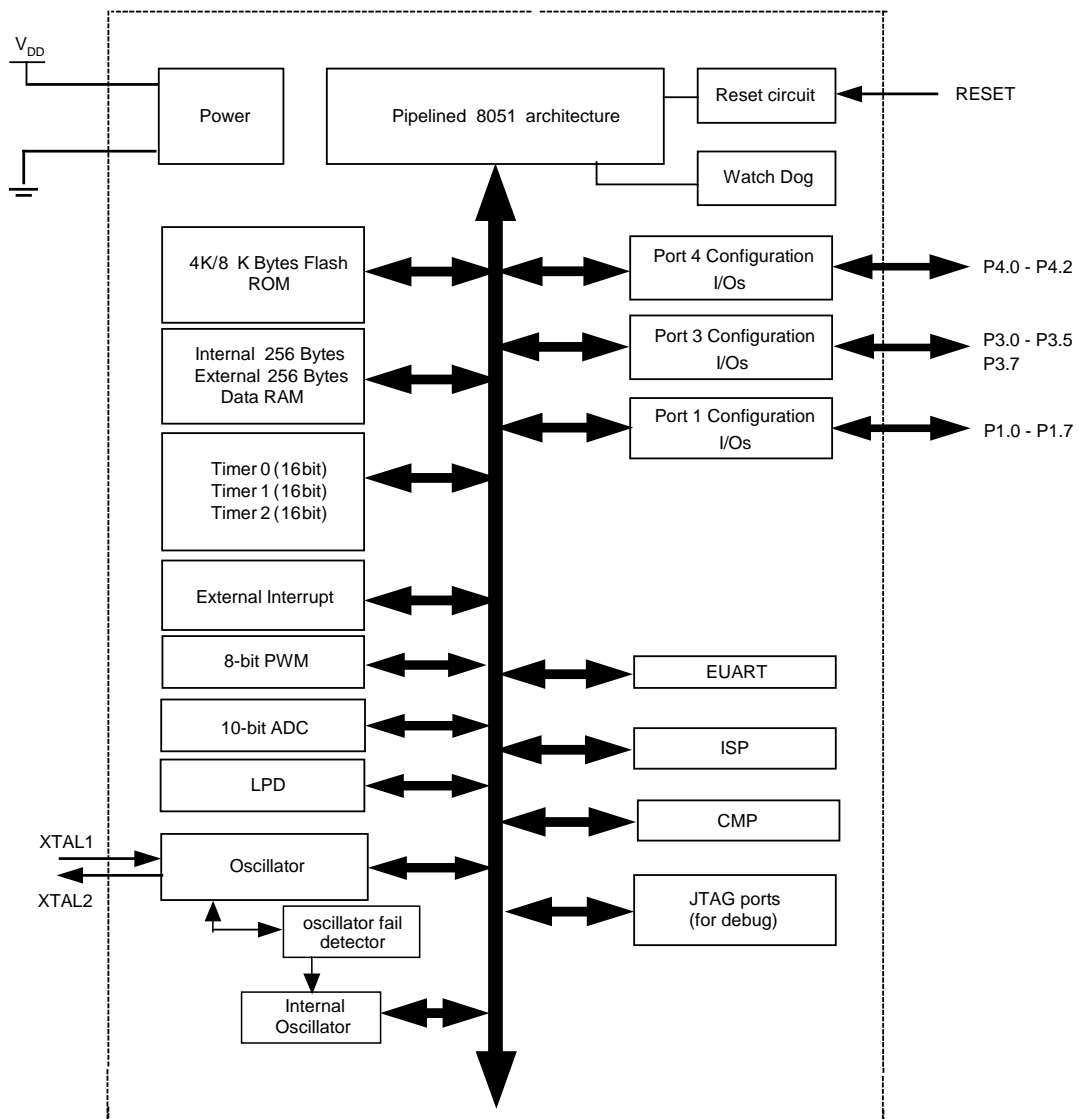 VDD
Power
Pipelined 8051 architecture
Reset circuit
RESET
Watch Dog
4K/8 K Bytes Flash
ROM
Port 4 Configuration
I/Os
P4.0 - P4.2
Internal 256 Bytes
External 256 Bytes
Data RAM
Port 3 Configuration
I/Os
P3.0 - P3.5
P3.7
Port 1 Configuration
I/Os
P1.0 - P1.7
Timer 0 (16bit)
Timer 1 (16bit)
Timer 2 (16bit)
External Interrupt
8-bit PWM
EUART
10-bit ADC
ISP
LPD
CMP
XTAL1
XTAL2
Oscillator
JTAG ports
(for debug)
oscillator fail
detector
Internal
Oscillator